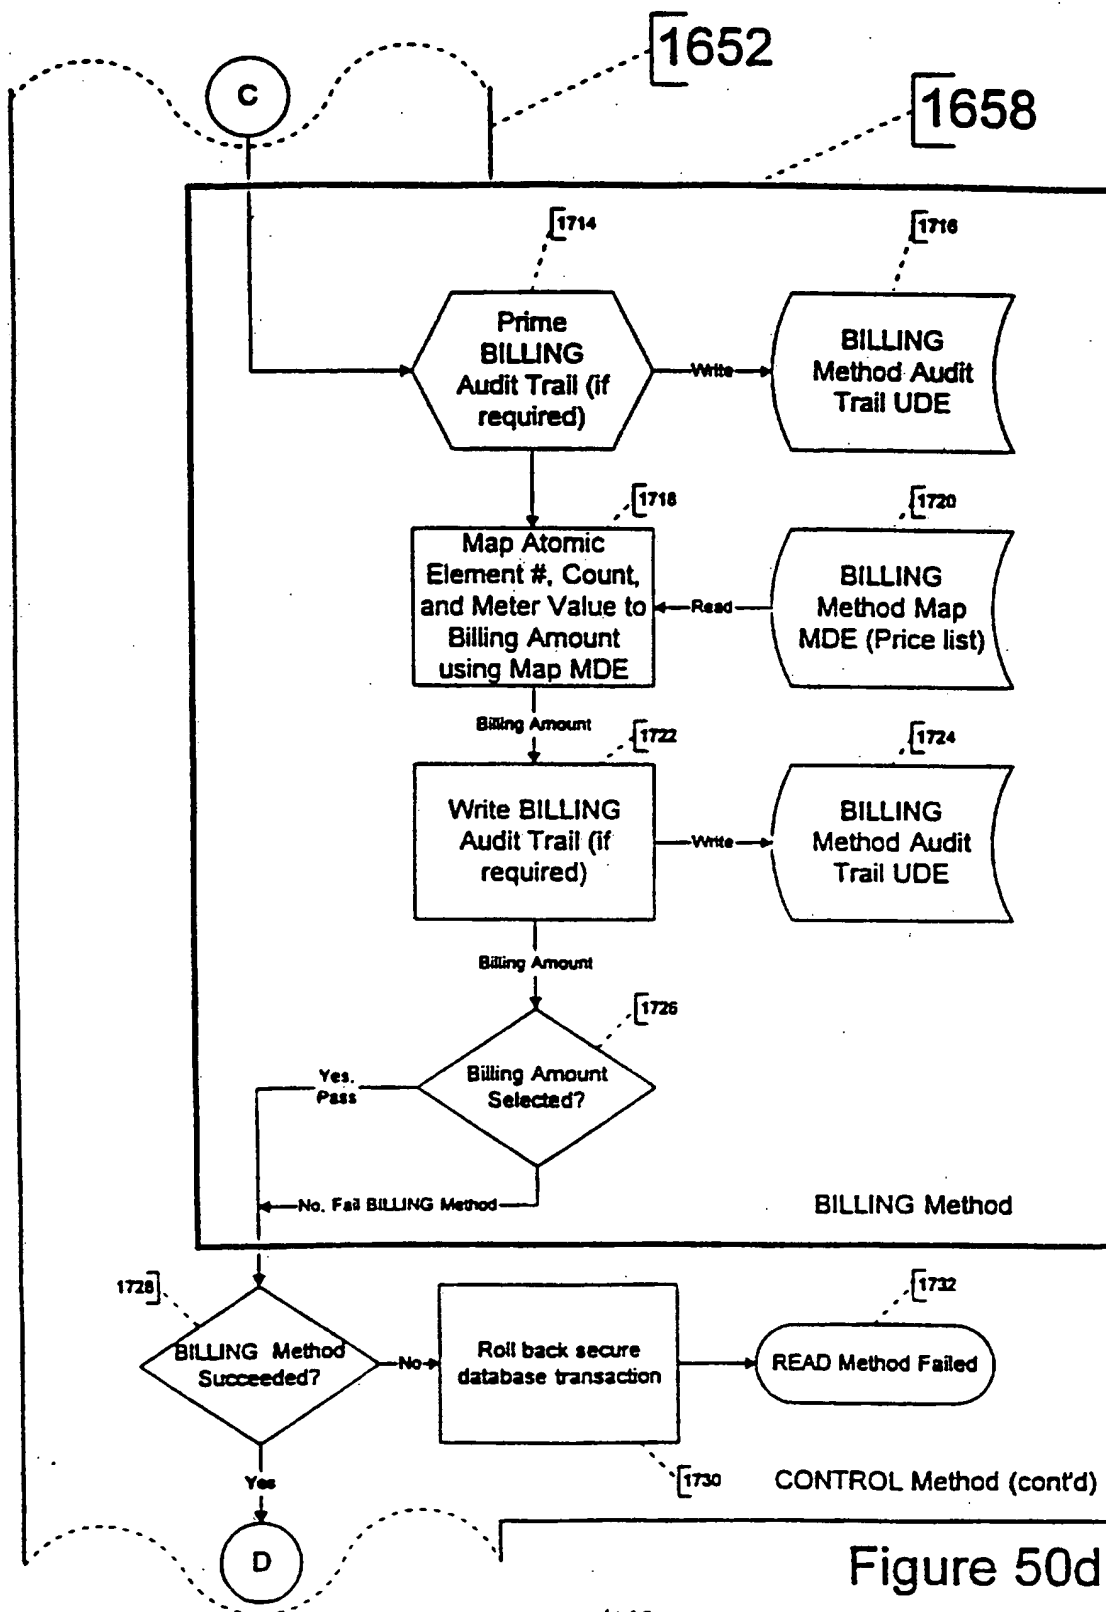 1652
C
1658
1714
1716
Prime
BILLING
Audit Trail (if
required)
Write
BILLING
Method Audit
Trail UDE
1718
1720
Map Atomic
Element #, Count,
and Meter Value to
Billing Amount
using Map MDE
Read
BILLING
Method Map
MDE (Price list)
Billing Amount
1722
1724
Write BILLING
Audit Trail (if
required)
Write
BILLING
Method Audit
Trail UDE
Billing Amount
1726
Billing Amount
Selected?
Yes,
Pass
No, Fail BILLING Method
BILLING Method
1728
1732
BILLING Method
Succeeded?
No
Roll back secure
database transaction
READ Method Failed
Yes
1730
CONTROL Method (cont'd)
D
Figure 50d